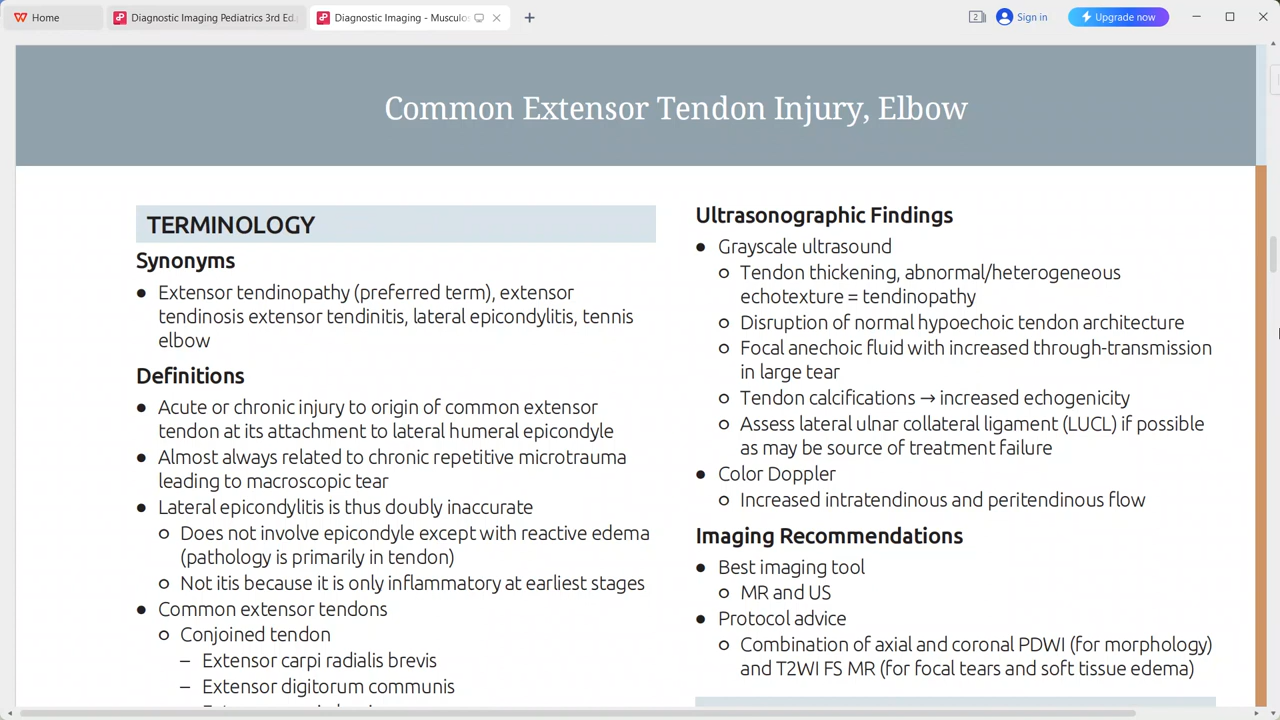 Home
Diagnostic Imaging Pediatrics 3rd Ed.
Diagnostic Imaging - Musculos
2
Sign in
Upgrade now
Common Extensor Tendon Injury, Elbow
TERMINOLOGY
Synonyms
● Extensor tendinopathy (preferred term), extensor
tendinosis extensor tendinitis, lateral epicondylitis, tennis
elbow
Definitions
● Acute or chronic injury to origin of common extensor
tendon at its attachment to lateral humeral epicondyle
● Almost always related to chronic repetitive microtrauma
leading to macroscopic tear
● Lateral epicondylitis is thus doubly inaccurate
○ Does not involve epicondyle except with reactive edema
(pathology is primarily in tendon)
○ Not itis because it is only inflammatory at earliest stages
● Common extensor tendons
○ Conjoined tendon
– Extensor carpi radialis brevis
– Extensor digitorum communis
Ultrasonographic Findings
● Grayscale ultrasound
○ Tendon thickening, abnormal/heterogeneous
echotexture = tendinopathy
○ Disruption of normal hypoechoic tendon architecture
○ Focal anechoic fluid with increased through-transmission
in large tear
○ Tendon calcifications → increased echogenicity
○ Assess lateral ulnar collateral ligament (LUCL) if possible
as may be source of treatment failure
● Color Doppler
○ Increased intratendinous and peritendinous flow
Imaging Recommendations
● Best imaging tool
○ MR and US
● Protocol advice
○ Combination of axial and coronal PDWI (for morphology)
and T2WI FS MR (for focal tears and soft tissue edema)